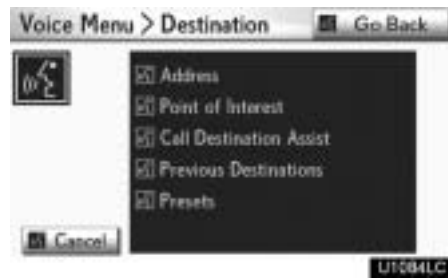 Voice Menu > Destination
Go Back
Address
Point of Interest
Call Destination Assist
Previous Destinations
Presets
Cancel
U1084LC